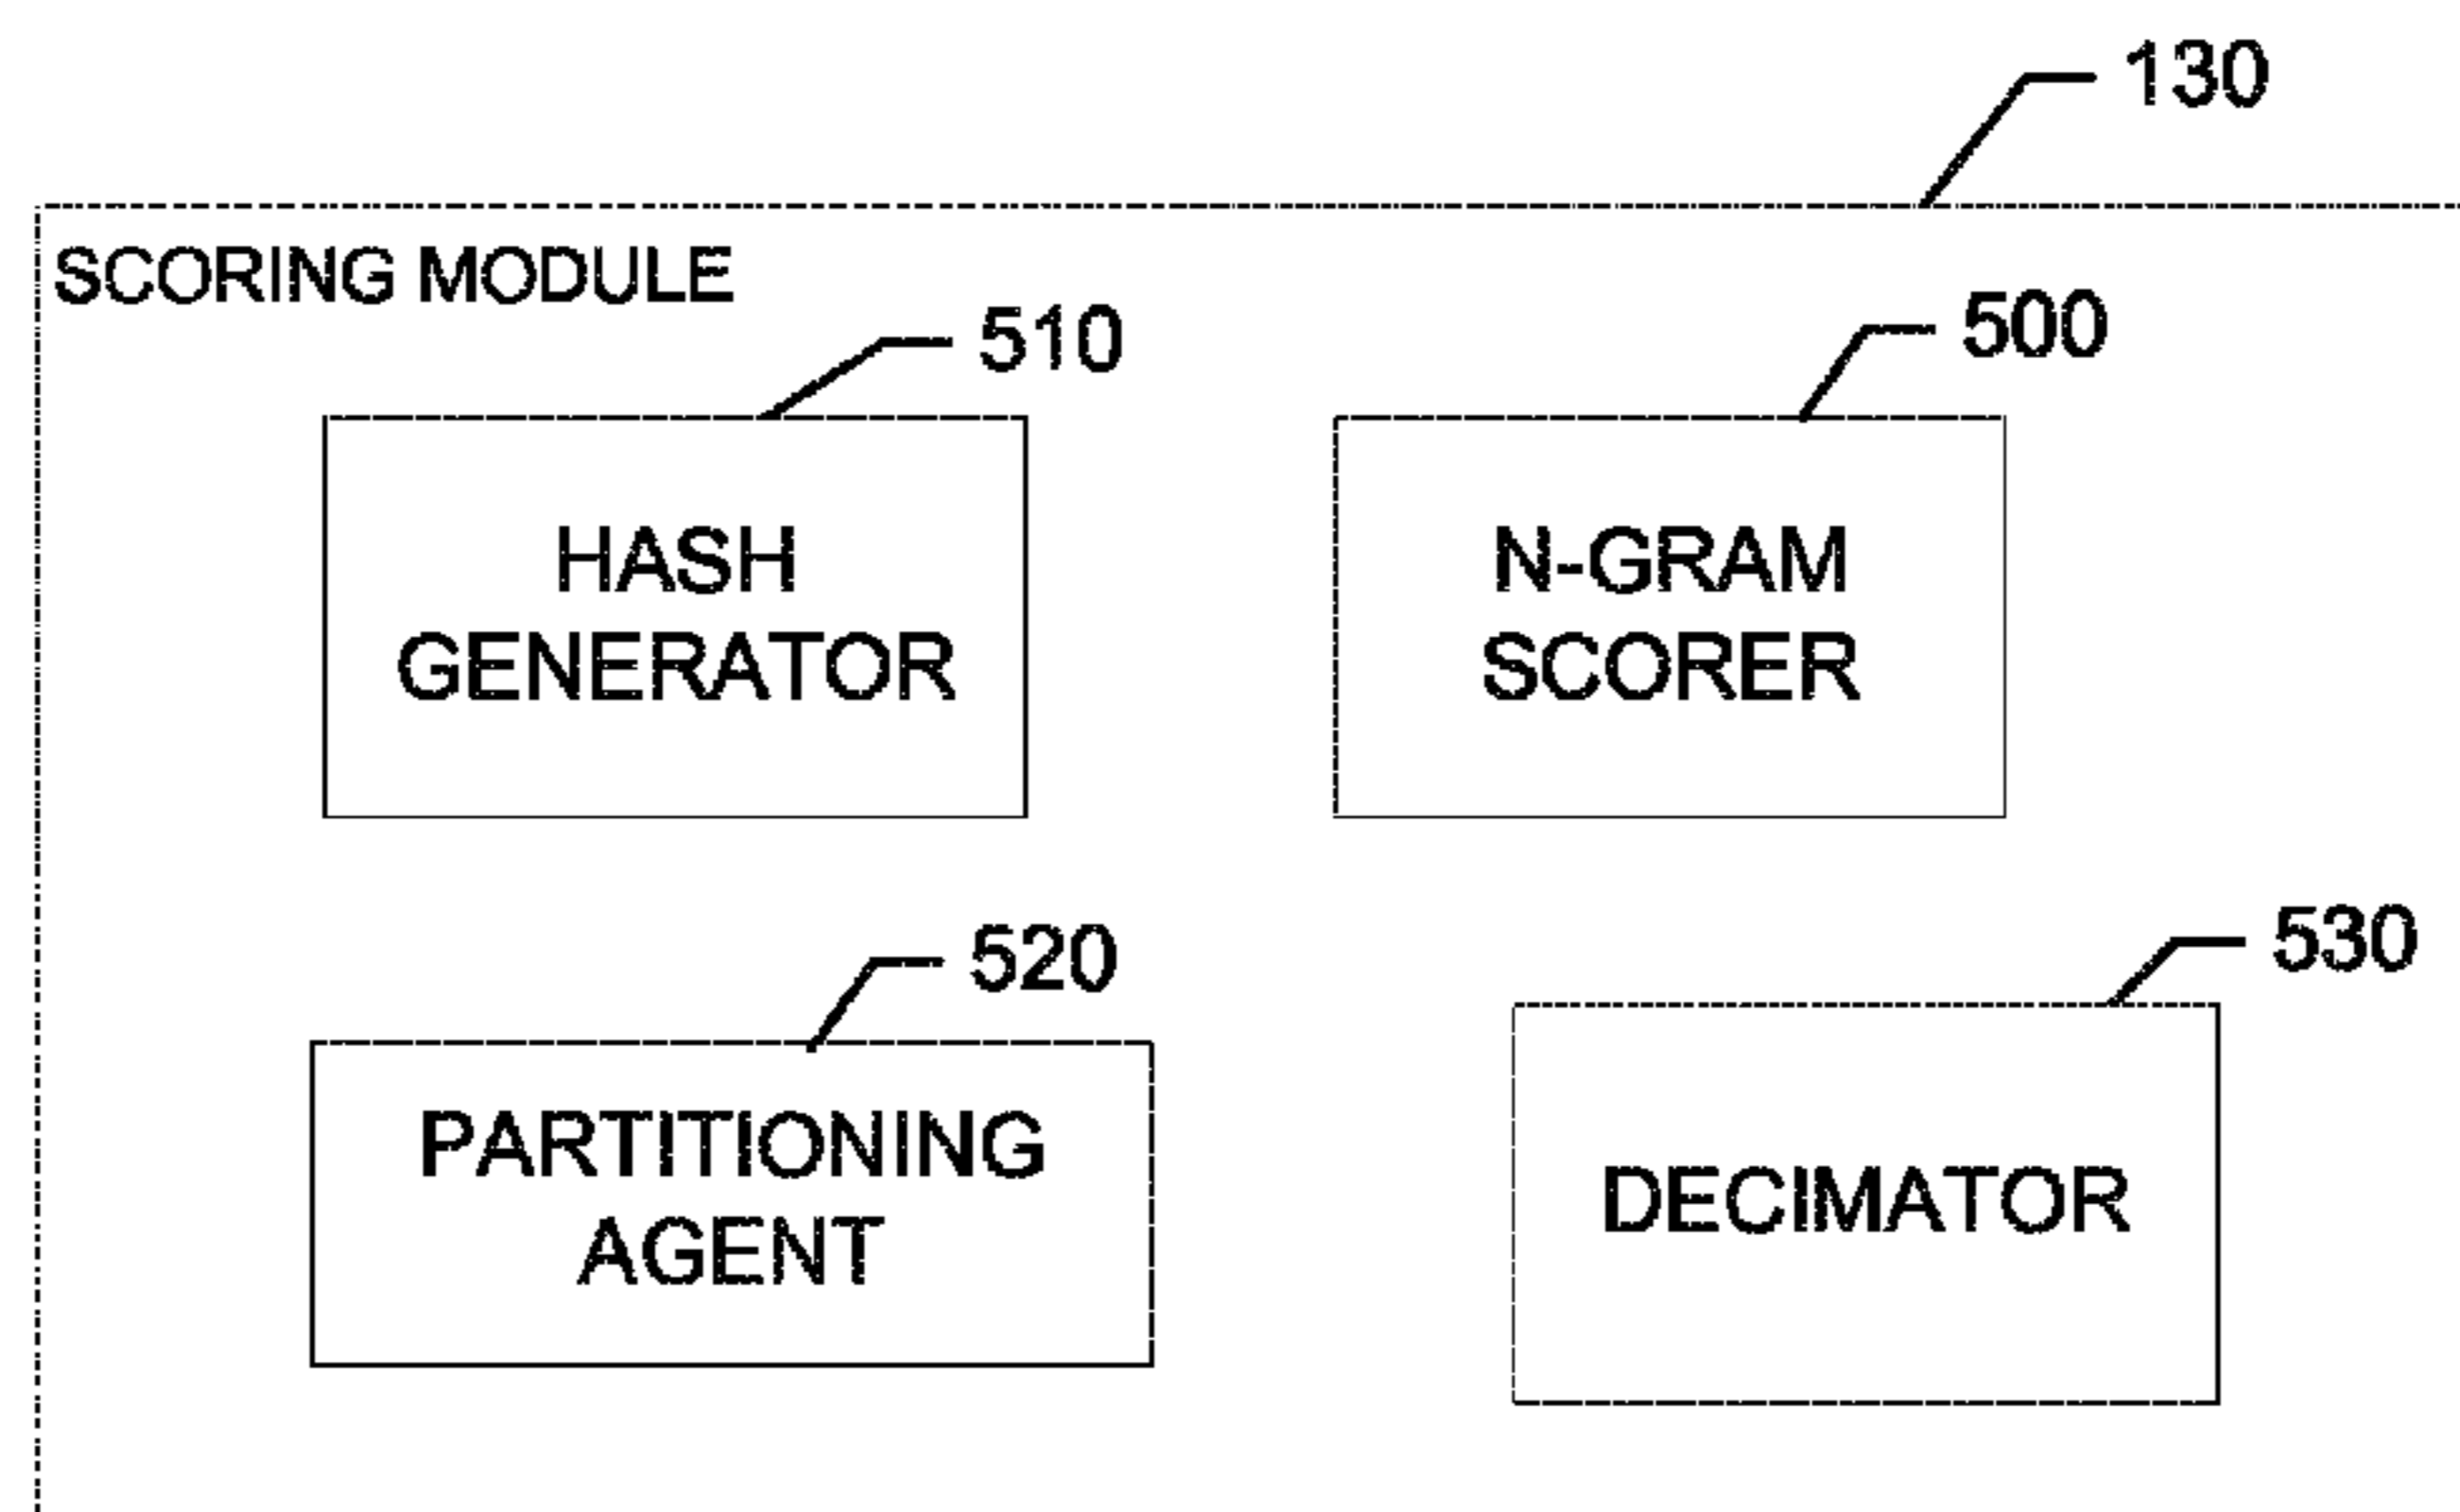 130
SCORING MODULE
510
500
HASH
GENERATOR
N-GRAM
SCORER
520
530
PARTITIONING
AGENT
DECIMATOR